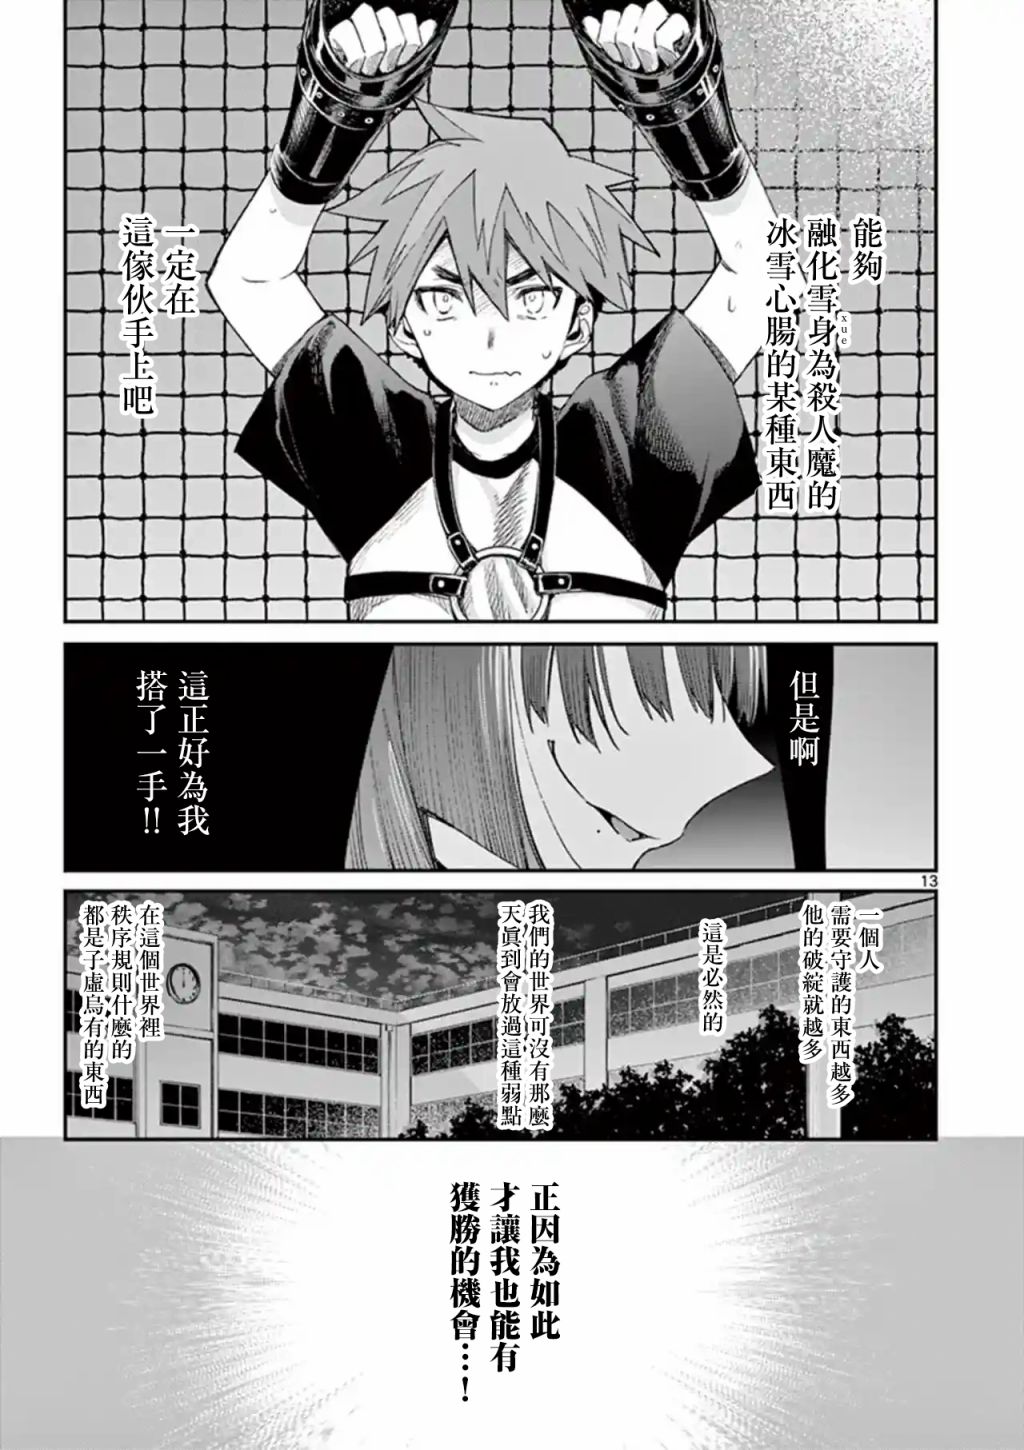 能夠
融化雪身為殺人魔的
xue
冰雪心腸的某種東西
一定在
這傢伙手上吧
但是啊
這正好為我
搭了一手!!
13
一個人
需要守護的東西越多
他的破綻就越多
這是必然的
我們的世界可沒有那麼
天真到會放過這種弱點
在這個世界裡
秩序規則什麼的
都是子虛烏有的東西
正因為如此
才讓我也能有
獲勝的機會…!